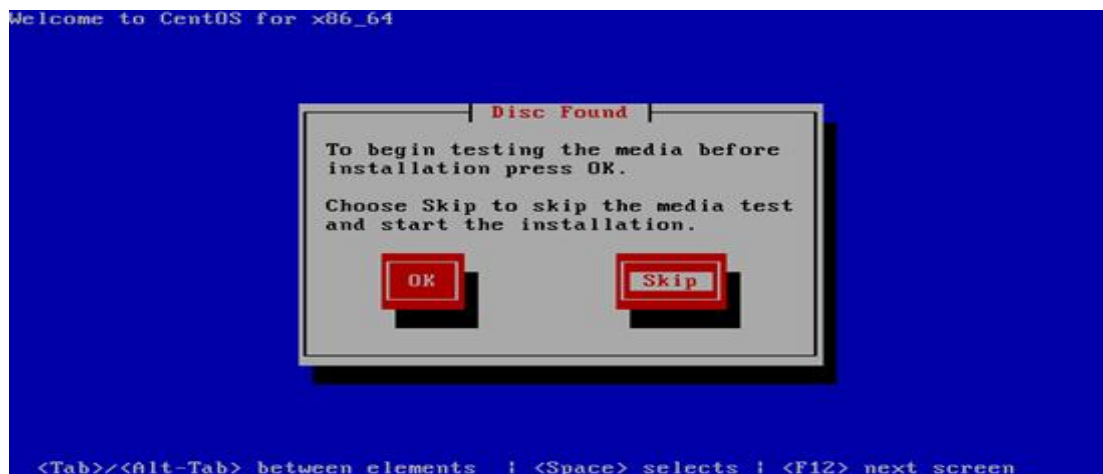 Welcome to CentOS for x86_64
Disc Found
To begin testing the media before
installation press OK.
Choose Skip to skip the media test
and start the installation.
OK Skip
<Tab>/<Alt-Tab> between elements | <Space> selects | <F12> next screen